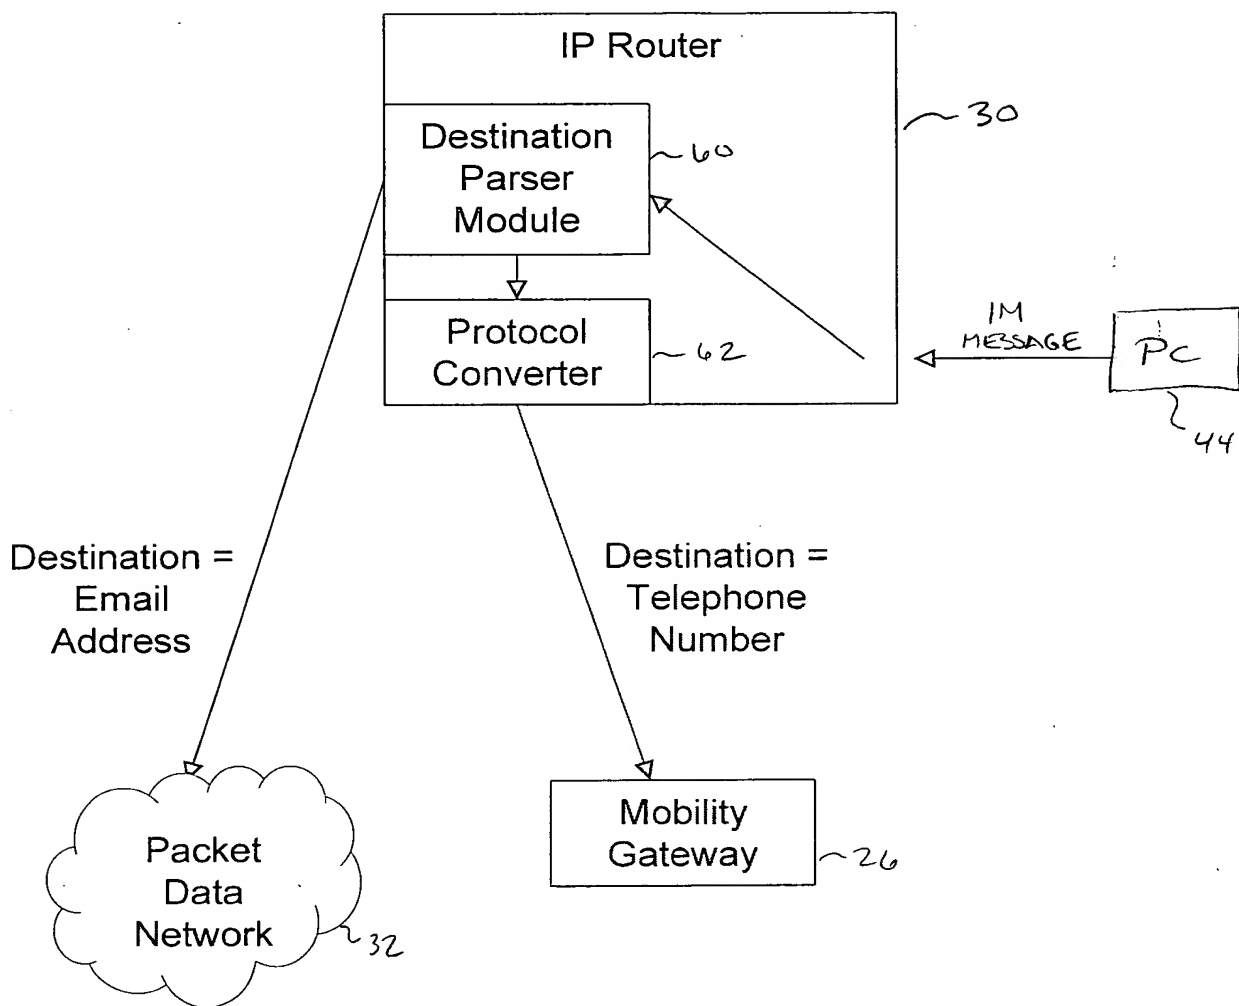 IP Router
30
Destination
Parser
Module
60
Protocol
Converter
62
IM
MESSAGE
PC
44
Destination =
Email
Address
Destination =
Telephone
Number
Packet
Data
Network
32
Mobility
Gateway
26